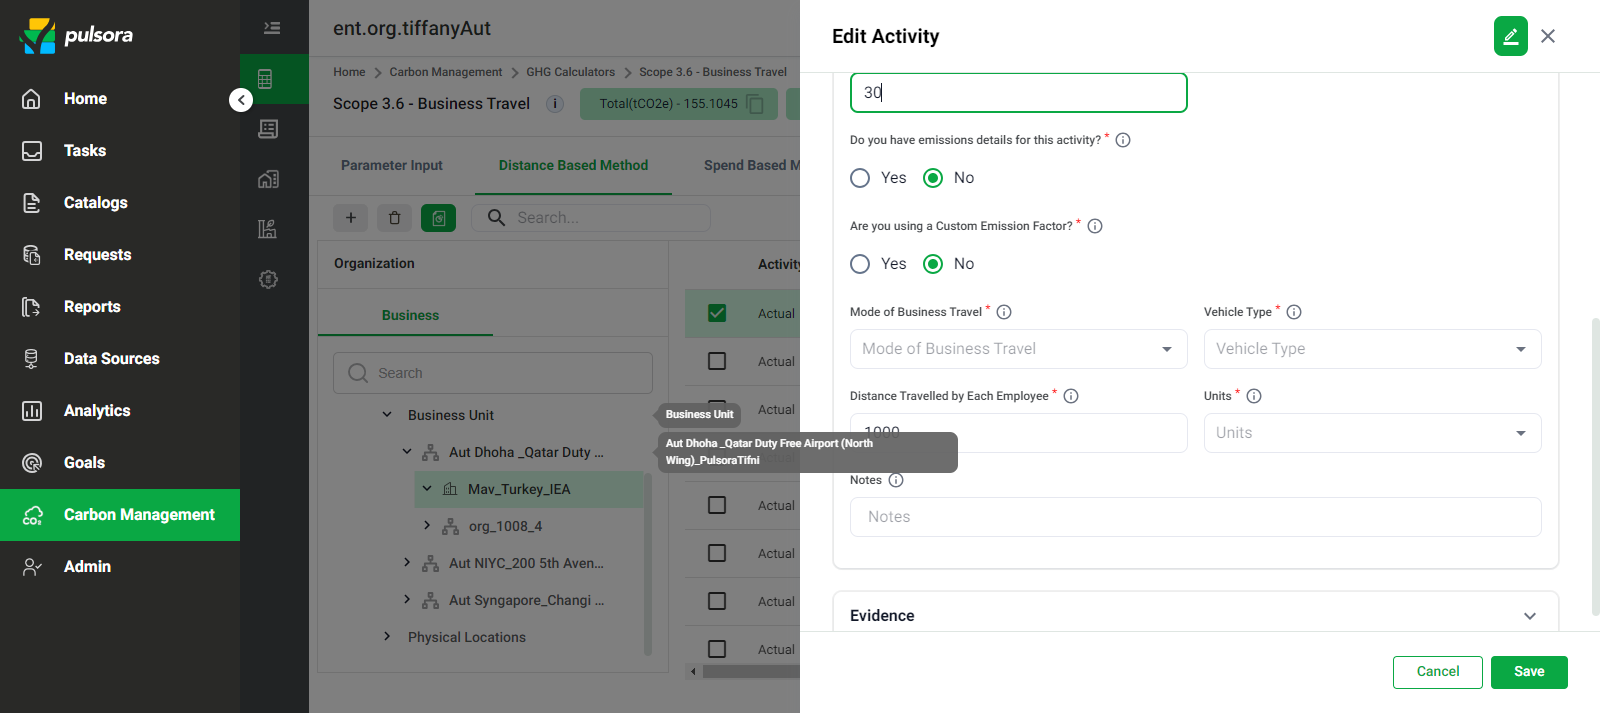 pulsora
Home
Tasks
Catalogs
Requests
Reports
Data Sources
Analytics
Goals
Carbon Management
Admin
ent.org.tiffanyAut
Home > Carbon Management > GHG Calculators > Scope 3.6 - Business Travel
Scope 3.6 - Business Travel
Total(tCO2e) - 155.1045
Parameter Input
Distance Based Method
Spend Based M
Search...
Organization
Business
Search
Business Unit
Aut Dhoha _Qatar Duty ...
Mav_Turkey_IEA
org_1008_4
Aut NIYC_200 5th Aven...
Aut Syngapore_Changi ...
Physical Locations
Business Unit
Aut Dhoha _Qatar Duty Free Airport (North
Wing)_PulsoraTifni
Activity
Actual
Actual
Actual
Actual
Actual
Actual
Actual
Edit Activity
30
Do you have emissions details for this activity? *
Yes
No
Are you using a Custom Emission Factor? *
Yes
No
Mode of Business Travel *
Mode of Business Travel
Vehicle Type *
Vehicle Type
Distance Travelled by Each Employee *
1000
Units *
Units
Notes
Notes
Evidence
Cancel
Save